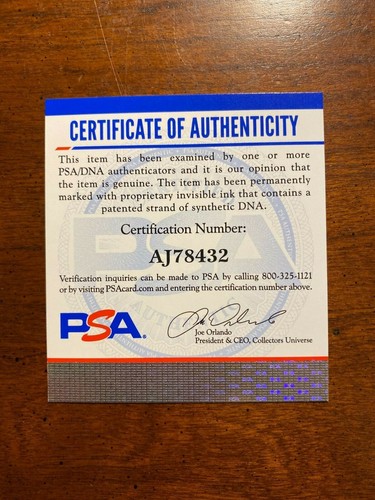 CERTIFICATE OF AUTHENTICITY
This item has been examined by one or more
PSA/DNA authenticators and it is our opinion that
the item is genuine. The item has been permanently
marked with proprietary invisible ink that contains a
patented strand of synthetic DNA.
Certification Number:
AJ78432
Verification inquiries can be made to PSA by calling 800-325-1121
or by visiting PSAcard.com and entering the certification number above.
PSA.
Joe Orlando
President & CEO, Collectors Universe